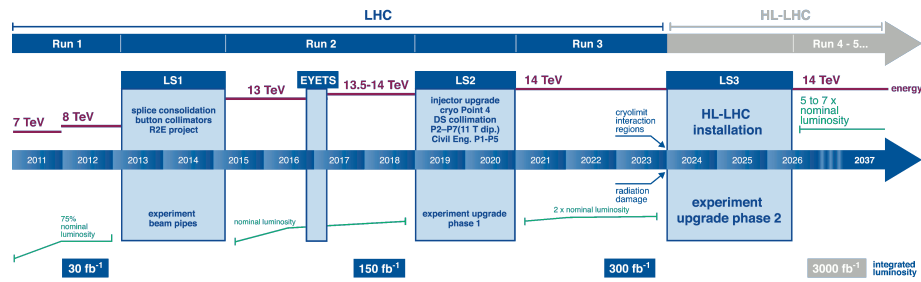 LHC
HL-LHC
Run 1
Run 2
Run 3
Run 4 - 5...
LS1
EYETS
LS2
LS3
7 TeV
8 TeV
13 TeV
13.5-14 TeV
14 TeV
14 TeV
energy
splice consolidation
button collimators
R2E project
injector upgrade
cryo Point 4
DS collimation
P2–P7(11 T dip.)
Civil Eng. P1-P5
cryolimit
interaction
regions
HL-LHC
installation
5 to 7 x
nominal
luminosity
2011 2012 2013 2014 2015 2016 2017 2018 2019 2020 2021 2022 2023 2024 2025 2026 2037
75%
nominal
luminosity
experiment
beam pipes
nominal luminosity
experiment upgrade
phase 1
2 x nominal luminosity
radiation
damage
experiment
upgrade phase 2
30 fb-1
150 fb-1
300 fb-1
3000 fb-1
integrated
luminosity